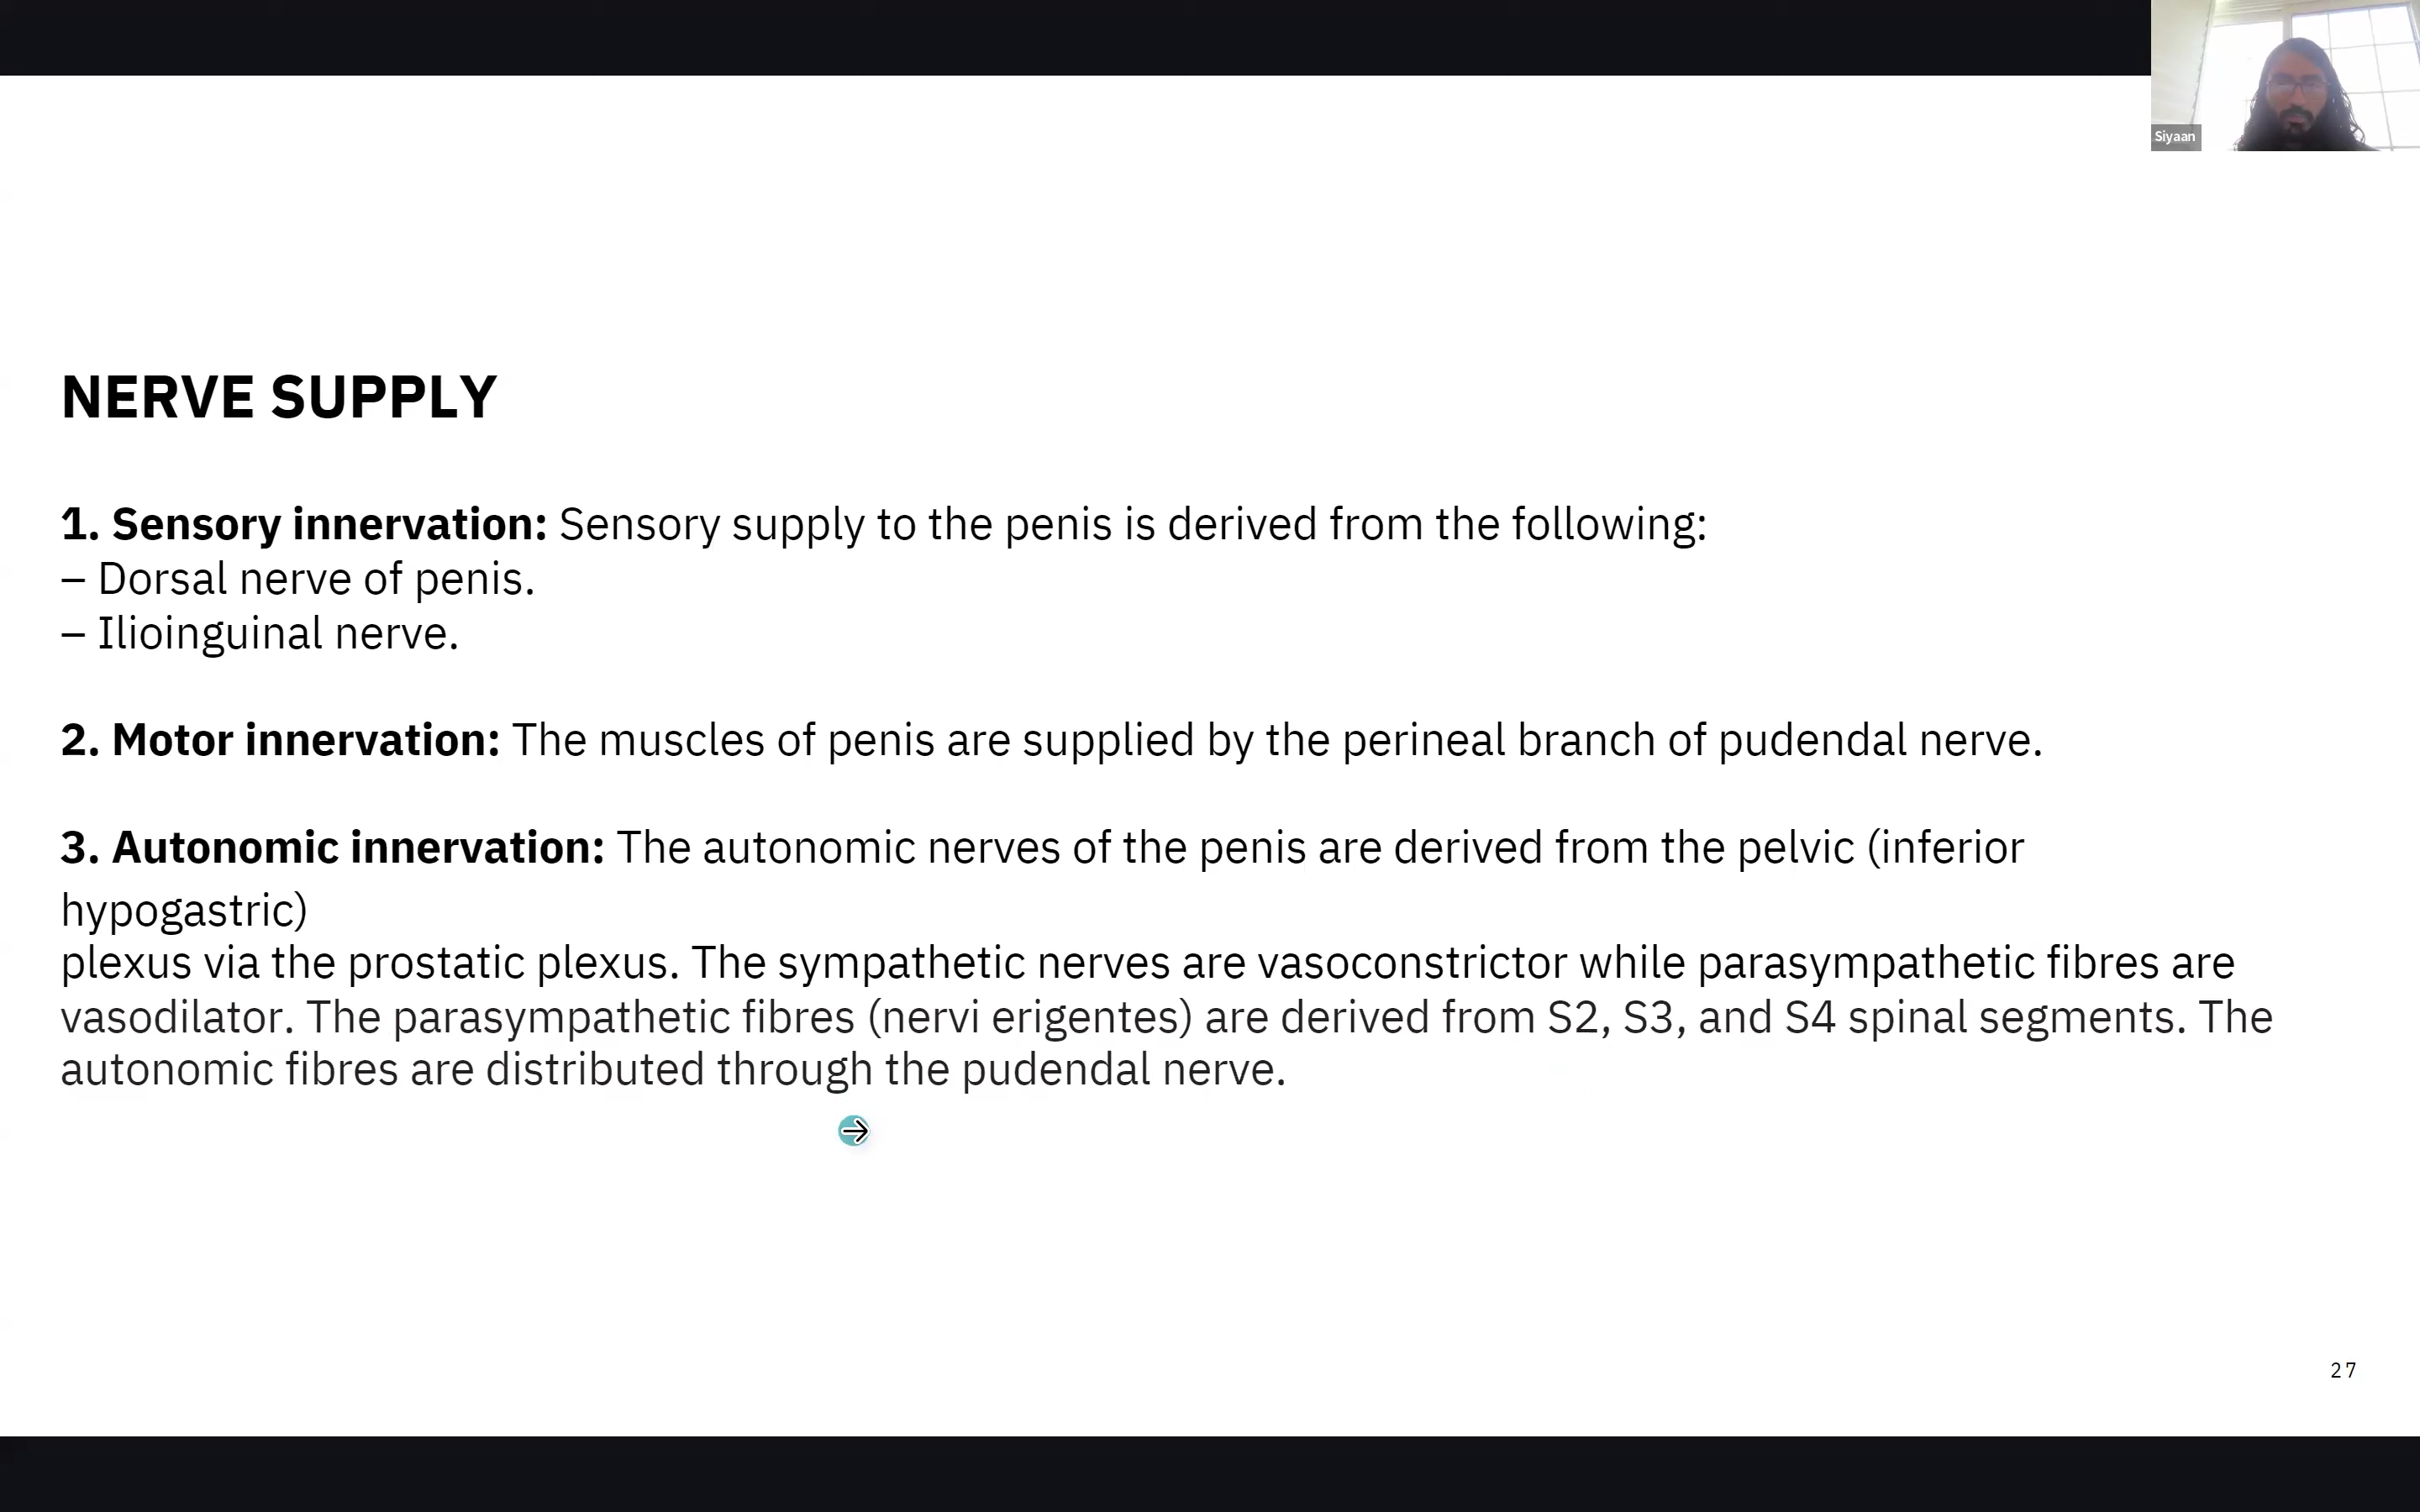 Siyaan
NERVE SUPPLY
1. Sensory innervation: Sensory supply to the penis is derived from the following:
– Dorsal nerve of penis.
– Ilioinguinal nerve.
2. Motor innervation: The muscles of penis are supplied by the perineal branch of pudendal nerve.
3. Autonomic innervation: The autonomic nerves of the penis are derived from the pelvic (inferior
hypogastric)
plexus via the prostatic plexus. The sympathetic nerves are vasoconstrictor while parasympathetic fibres are
vasodilator. The parasympathetic fibres (nervi erigentes) are derived from S2, S3, and S4 spinal segments. The
autonomic fibres are distributed through the pudendal nerve.
27